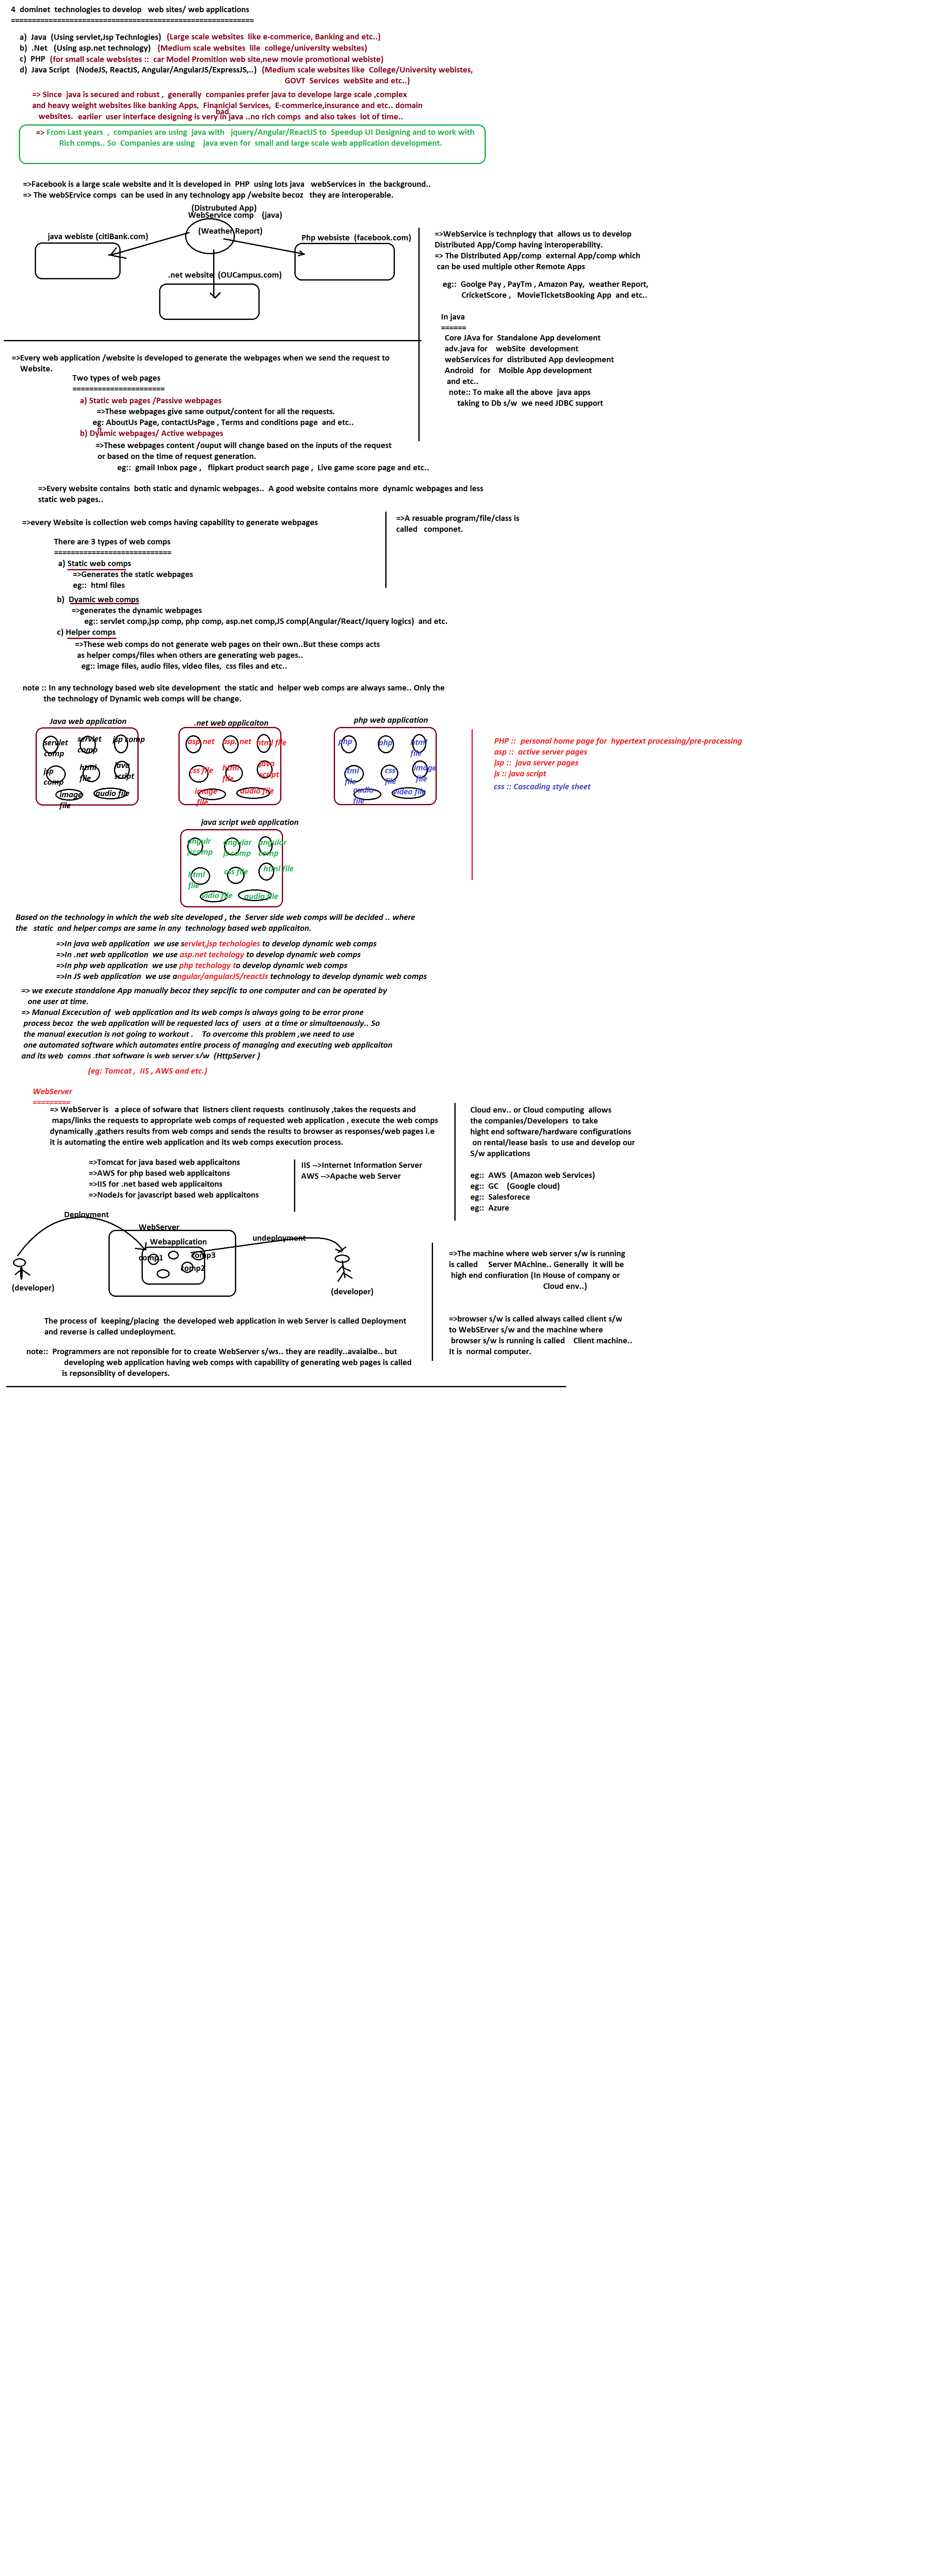 4 dominet technologies to develop web sites/ web applications
==========================================================
a) Java (Using servlet,Jsp Technlogies) (Large scale websites like e-commerice, Banking and etc..)
b) .Net (Using asp.net technology) (Medium scale websites lile college/university websites)
c) PHP (for small scale websistes :: car Model Promition web site,new movie promotional webiste)
d) Java Script (NodeJS, ReactJS, Angular/AngularJS/ExpressJS,..) (Medium scale websites like College/University webistes,
GOVT Services webSite and etc..)
=> Since java is secured and robust , generally companies prefer java to develope large scale ,complex
and heavy weight websites like banking Apps, Finanicial Services, E-commerice,insurance and etc.. domain
bad
websites. earlier user interface designing is very in java ..no rich comps and also takes lot of time..
=> From Last years , companies are using java with jquery/Angular/ReactJS to Speedup UI Designing and to work with
Rich comps.. So Companies are using java even for small and large scale web application development.
=>Facebook is a large scale website and it is developed in PHP using lots java webServices in the background..
=> The webSErvice comps can be used in any technology app /website becoz they are interoperable.
(Distrubuted App)
WebService comp (java)
(Weather Report)
java webiste (citiBank.com)
Php websiste (facebook.com)
.net website (OUCampus.com)
=>WebService is technplogy that allows us to develop
Distributed App/Comp having interoperability.
=> The Distributed App/comp external App/comp which
can be used multiple other Remote Apps
eg:: Goolge Pay , PayTm , Amazon Pay, weather Report,
CricketScore , MovieTicketsBooking App and etc..
In java
======
Core JAva for Standalone App develoment
adv.java for webSite development
webServices for distributed App devleopment
Android for Moible App development
and etc..
note:: To make all the above java apps
taking to Db s/w we need JDBC support
=>Every web application /website is developed to generate the webpages when we send the request to
Website.
Two types of web pages
======================
a) Static web pages /Passive webpages
=>These webpages give same output/content for all the requests.
eg: AboutUs Page, contactUsPage , Terms and conditions page and etc..
n
b) Dyamic webpages/ Active webpages
=>These webpages content /ouput will change based on the inputs of the request
or based on the time of request generation.
eg:: gmail Inbox page , flipkart product search page , Live game score page and etc..
=>Every website contains both static and dynamic webpages.. A good website contains more dynamic webpages and less
static web pages..
=>every Website is collection web comps having capability to generate webpages
=>A resuable program/file/class is
called componet.
There are 3 types of web comps
============================
a) Static web comps
=>Generates the static webpages
eg:: html files
b) Dyamic web comps
=>generates the dynamic webpages
eg:: servlet comp,jsp comp, php comp, asp.net comp,JS comp(Angular/React/Jquery logics) and etc.
c) Helper comps
=>These web comps do not generate web pages on their own..But these comps acts
as helper comps/files when others are generating web pages..
eg:: image files, audio files, video files, css files and etc..
note :: In any technology based web site development the static and helper web comps are always same.. Only the
the technology of Dynamic web comps will be change.
Java web application
servlet comp
servlet comp
jsp comp
jsp comp
html file
java script
image file
audio file
.net web applicaiton
asp.net
asp. net
html file
css file
html file
java script
image file
audio file
php web application
php
php
html file
html file
css file
image file
audio file
video file
PHP :: personal home page for hypertext processing/pre-processing
asp :: active server pages
jsp :: java server pages
js :: java script
css :: Cascading style sheet
java script web application
angulr jscomp
angular js comp
angular comp
html file
css file
html file
vidio file
audio file
Based on the technology in which the web site developed , the Server side web comps will be decided .. where
the static and helper comps are same in any technology based web applicaiton.
=>In java web application we use servlet,jsp techologies to develop dynamic web comps
=>In .net web application we use asp.net techology to develop dynamic web comps
=>In php web application we use php techology to develop dynamic web comps
=>In JS web application we use angular/angularJS/reactJs technology to develop dynamic web comps
=> we execute standalone App manually becoz they sepcific to one computer and can be operated by
one user at time.
=> Manual Excecution of web application and its web comps is always going to be error prone
process becoz the web application will be requested lacs of users at a time or simultaenously.. So
the manual execution is not going to workout . To overcome this problem ,we need to use
one automated software which automates entire process of managing and executing web applicaiton
and its web comps .that software is web server s/w (HttpServer )
(eg: Tomcat , IIS , AWS and etc.)
WebServer
=========
=> WebServer is a piece of sofware that listners client requests continusoly ,takes the requests and
maps/links the requests to appropriate web comps of requested web application , execute the web comps
dynamically ,gathers results from web comps and sends the results to browser as responses/web pages i.e
it is automating the entire web application and its web comps execution process.
=>Tomcat for java based web applicaitons
=>AWS for php based web applicaitons
=>IIS for .net based web applicaitons
=>NodeJs for javascript based web applicaitons
IIS -->Internet Information Server
AWS -->Apache web Server
Cloud env.. or Cloud computing allows
the companies/Developers to take
hight end software/hardware configurations
on rental/lease basis to use and develop our
S/w applications
eg:: AWS (Amazon web Services)
eg:: GC (Google cloud)
eg:: Salesforece
eg:: Azure
Deployment
WebServer
Webapplication
comp1
comp3
comp2
undeployment
(developer)
(developer)
=>The machine where web server s/w is running
is called Server MAchine.. Generally it will be
high end confiuration (In House of company or
Cloud env..)
The process of keeping/placing the developed web application in web Server is called Deployment
and reverse is called undeployment.
=>browser s/w is called always called client s/w
to WebSErver s/w and the machine where
browser s/w is running is called Client machine..
It is normal computer.
note:: Programmers are not reponsible for to create WebServer s/ws.. they are readily..avaialbe.. but
developing web application having web comps with capability of generating web pages is called
is repsonsiblity of developers.